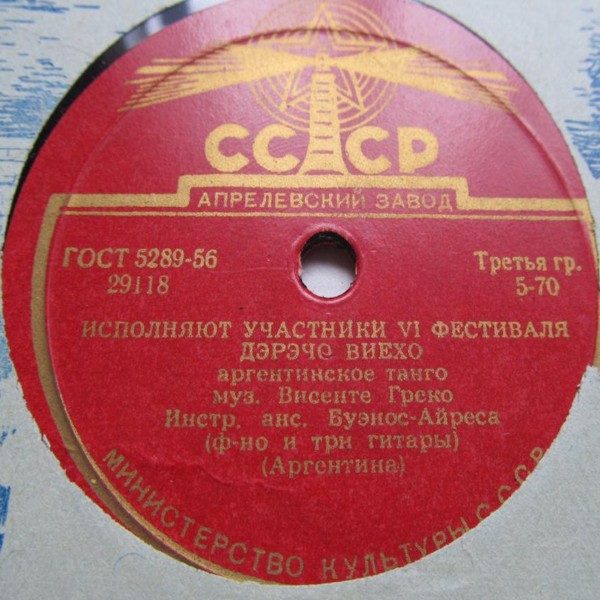 СССР
АПРЕЛЕВСКИЙ ЗАВОД
ГОСТ 5289-56
29118
Третья гр.
5-70
ИСПОЛНЯЮТ УЧАСТНИКИ VI ФЕСТИВАЛЯ
ДЭРЭЧО ВИЕХО
аргентинское танго
муз. Висенте Греко
Инстр. анс. Буэнос-Айреса
(ф-но и три гитары)
(Аргентина)
МИНИСТЕРСТВО КУЛЬТУРЫ СССР